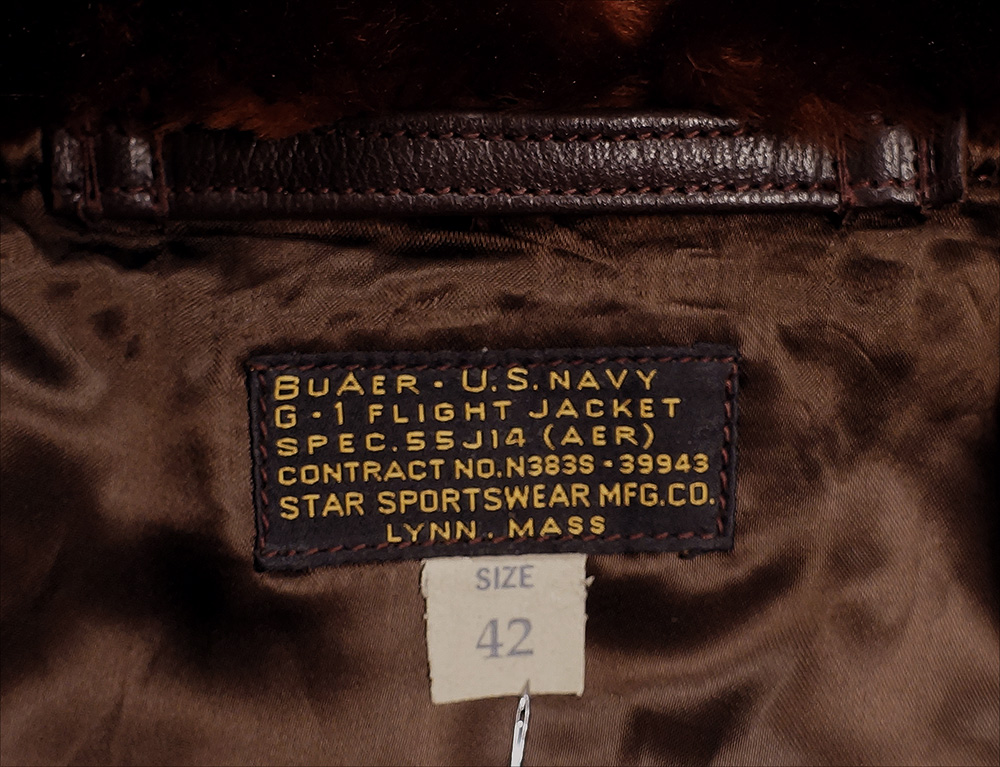 BUAER · U.S. NAVY
G · 1 FLIGHT JACKET
SPEC. 55J14 (AER)
CONTRACT NO. N383S · 39943
STAR SPORTSWEAR MFG. CO.
LYNN. MASS
SIZE
42